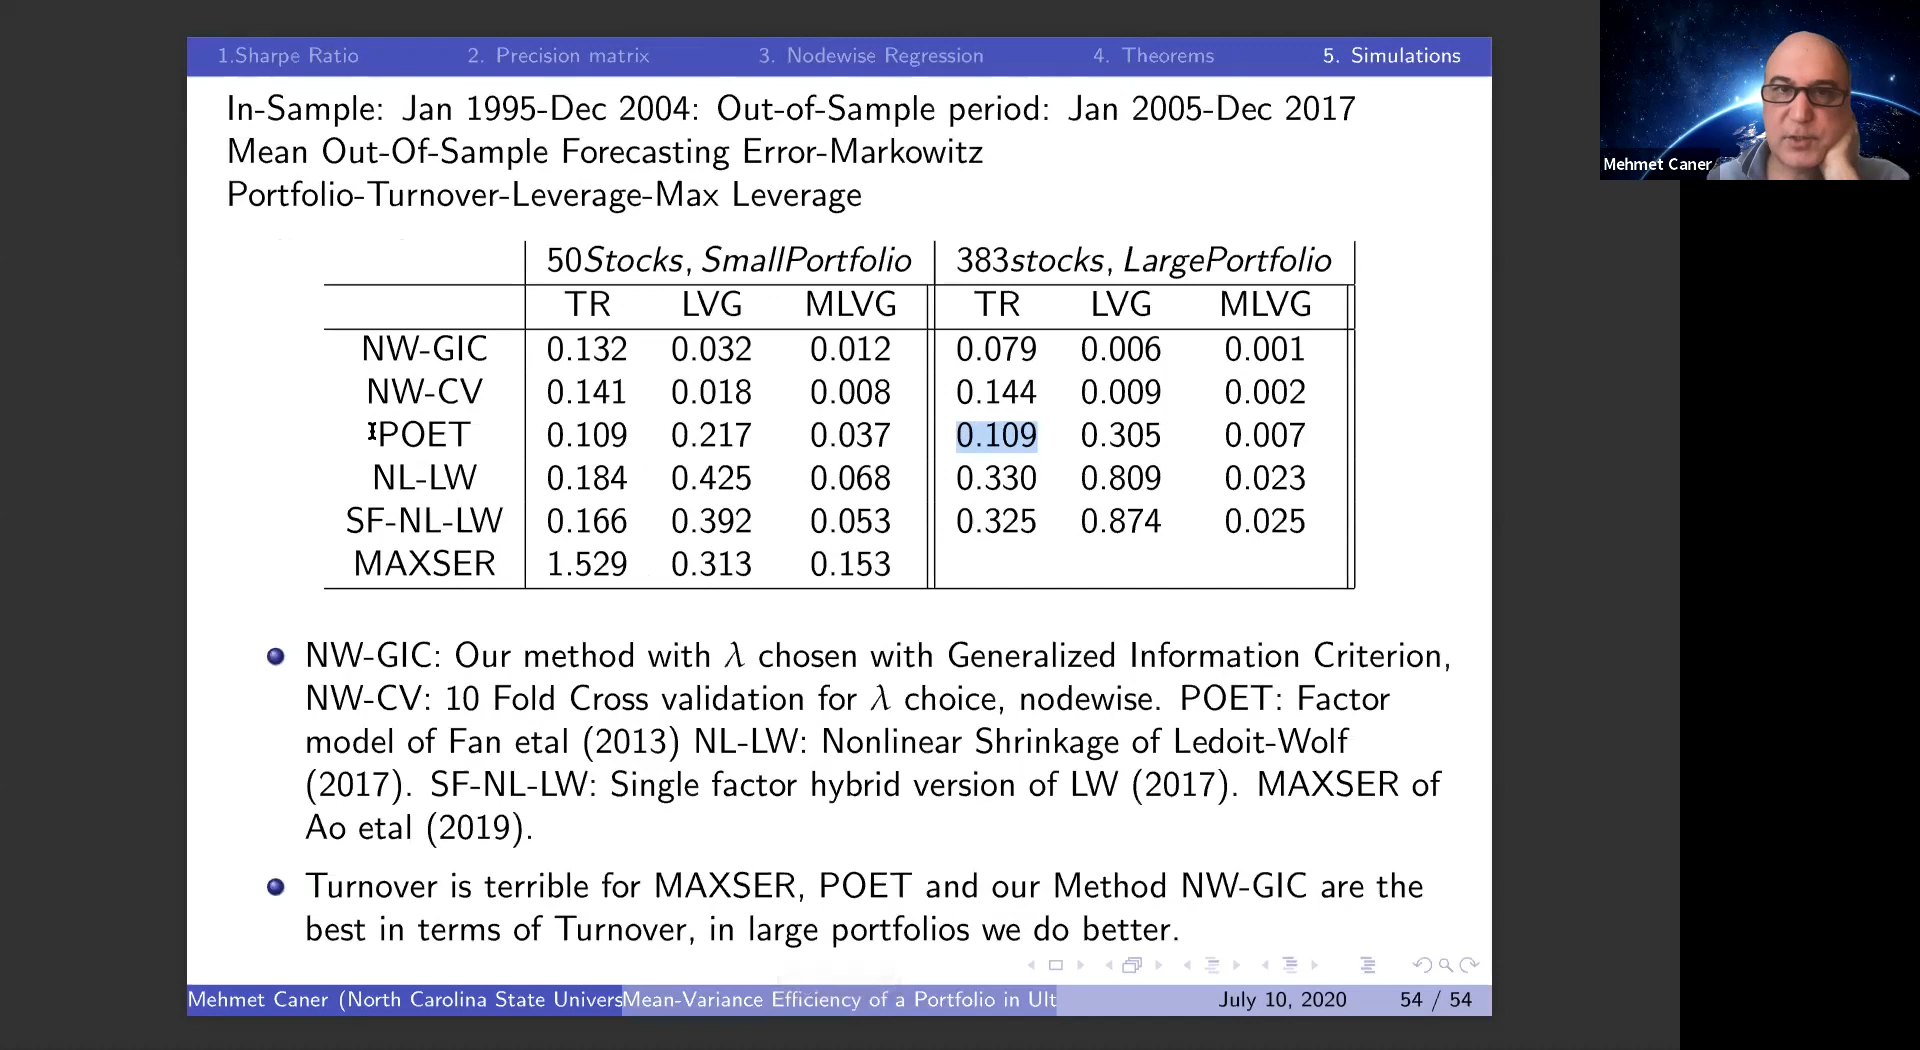 1.Sharpe Ratio 2. Precision matrix 3. Nodewise Regression 4. Theorems 5. Simulations
In-Sample: Jan 1995-Dec 2004: Out-of-Sample period: Jan 2005-Dec 2017
Mean Out-Of-Sample Forecasting Error-Markowitz
Portfolio-Turnover-Leverage-Max Leverage
50Stocks, SmallPortfolio 383stocks, LargePortfolio
TR LVG MLVG TR LVG MLVG
NW-GIC 0.132 0.032 0.012 0.079 0.006 0.001
NW-CV 0.141 0.018 0.008 0.144 0.009 0.002
POET 0.109 0.217 0.037 0.109 0.305 0.007
NL-LW 0.184 0.425 0.068 0.330 0.809 0.023
SF-NL-LW 0.166 0.392 0.053 0.325 0.874 0.025
MAXSER 1.529 0.313 0.153
NW-GIC: Our method with λ chosen with Generalized Information Criterion,
NW-CV: 10 Fold Cross validation for λ choice, nodewise. POET: Factor
model of Fan etal (2013) NL-LW: Nonlinear Shrinkage of Ledoit-Wolf
(2017). SF-NL-LW: Single factor hybrid version of LW (2017). MAXSER of
Ao etal (2019).
Turnover is terrible for MAXSER, POET and our Method NW-GIC are the
best in terms of Turnover, in large portfolios we do better.
Mehmet Caner (North Carolina State Univers Mean-Variance Efficiency of a Portfolio in Ult July 10, 2020 54 / 54
Mehmet Caner